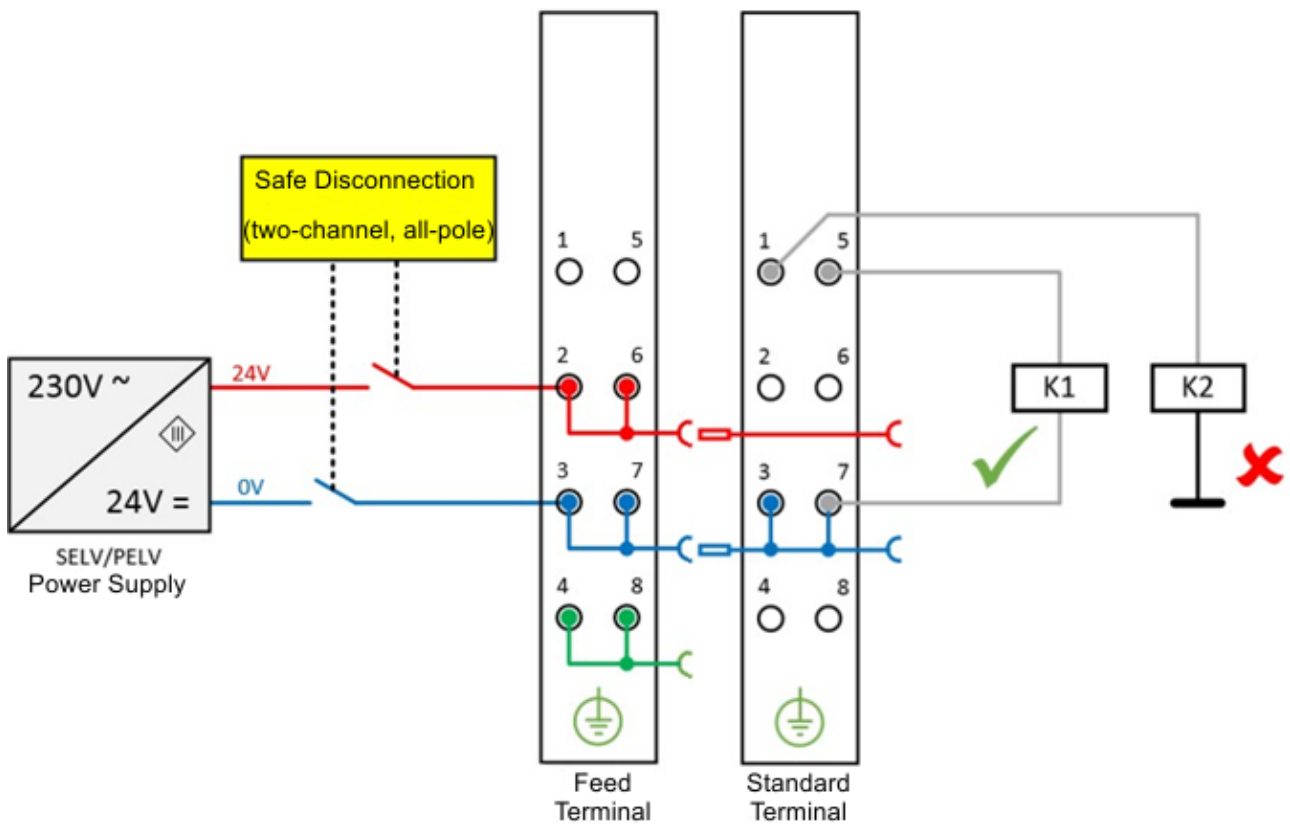 Safe Disconnection
(two-channel, all-pole)
230V ~
III
24V =
SELV/PELV
Power Supply
24V
0V
1 5
2 6
3 7
4 8
Feed
Terminal
1 5
2 6
3 7
4 8
Standard
Terminal
K1
K2